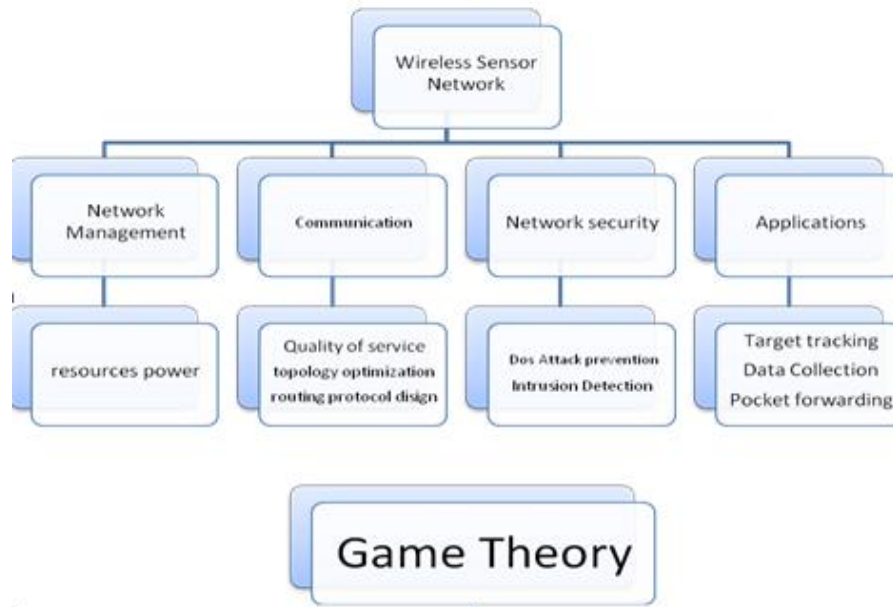 Wireless Sensor
Network
Network
Management
Communication
Network security
Applications
resources power
Quality of service
topology optimization
routing protocol disign
Dos Attack prevention
Intrusion Detection
Target tracking
Data Collection
Pocket forwarding
Game Theory